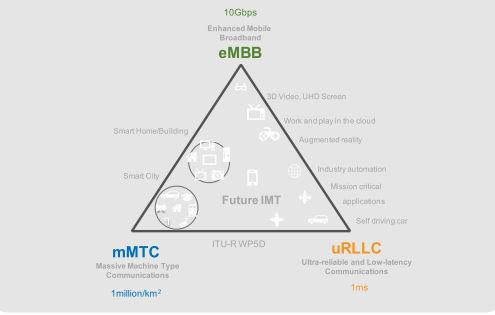 10Gbps
Enhanced Mobile
Broadband
eMBB
3D Video, UHD Screen
Work and play in the cloud
Smart Home/Building
Augmented reality
Industry automation
Smart City
Mission critical
applications
Future IMT
Self driving car
ITU-R WP5D
mMTC
Massive Machine Type
Communications
1million/km²
uRLLC
Ultra-reliable and Low-latency
Communications
1ms